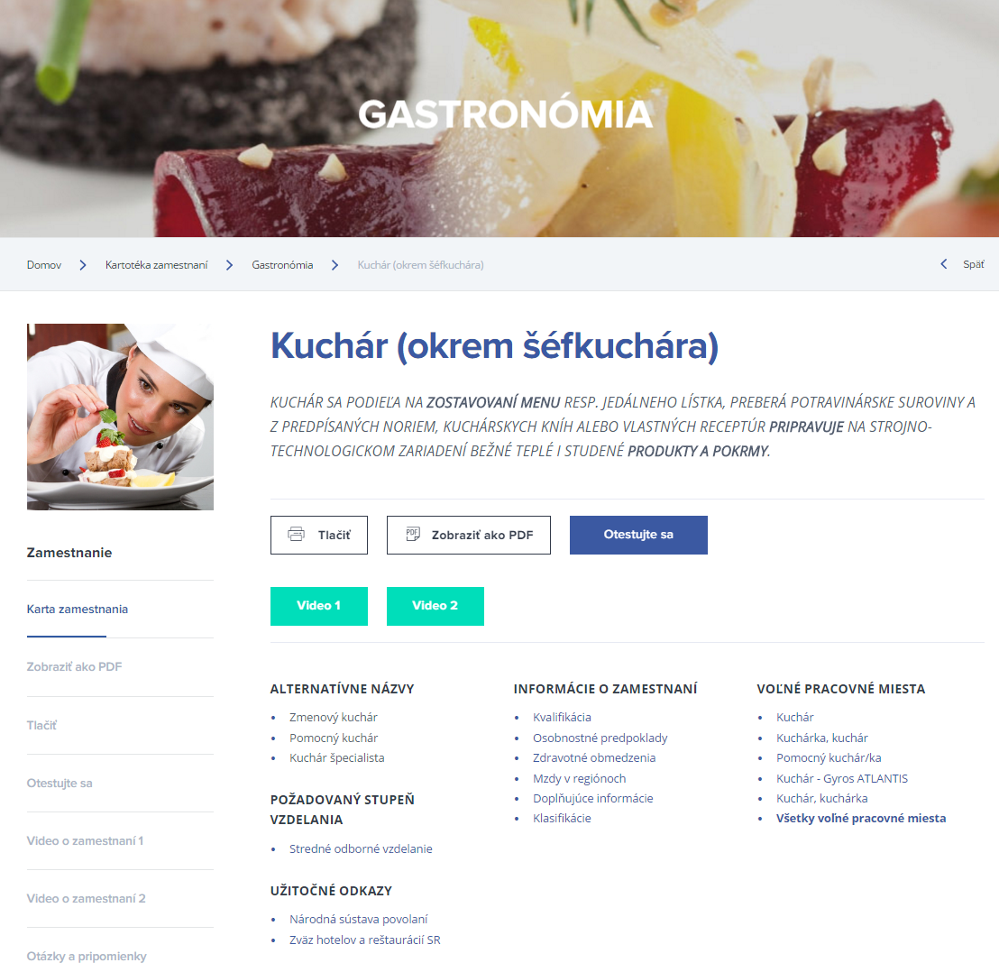 GASTRONÓMIA
Domov
Kartotéka zamestnaní
Gastronómia
Kuchár (okrem šéfkuchára)
Späť
Kuchár (okrem šéfkuchára)
KUCHÁR SA PODIEĽA NA ZOSTAVOVANÍ MENU RESP. JEDÁLNEHO LÍSTKA, PREBERÁ POTRAVINÁRSKE SUROVINY A
Z PREDPÍSANÝCH NORIEM, KUCHÁRSKYCH KNÍH ALEBO VLASTNÝCH RECEPTÚR PRIPRAVUJE NA STROJNO-
TECHNOLOGICKOM ZARIADENÍ BEŽNÉ TEPLÉ I STUDENÉ PRODUKTY A POKRMY.
Tlačiť
PDF
Zobraziť ako PDF
Otestujte sa
Video 1
Video 2
Zamestnanie
Karta zamestnania
Zobraziť ako PDF
Tlačiť
Otestujte sa
Video o zamestnaní 1
Video o zamestnaní 2
Otázky a pripomienky
ALTERNATÍVNE NÁZVY
• Zmenový kuchár
• Pomocný kuchár
• Kuchár špecialista
POŽADOVANÝ STUPEŇ
VZDELANIA
• Stredné odborné vzdelanie
UŽITOČNÉ ODKAZY
• Národná sústava povolaní
• Zväz hotelov a reštaurácií SR
INFORMÁCIE O ZAMESTNANÍ
• Kvalifikácia
• Osobnostné predpoklady
• Zdravotné obmedzenia
• Mzdy v regiónoch
• Doplňujúce informácie
• Klasifikácie
VOĽNÉ PRACOVNÉ MIESTA
• Kuchár
• Kuchárka, kuchár
• Pomocný kuchár/ka
• Kuchár - Gyros ATLANTIS
• Kuchár, kuchárka
• Všetky voľné pracovné miesta